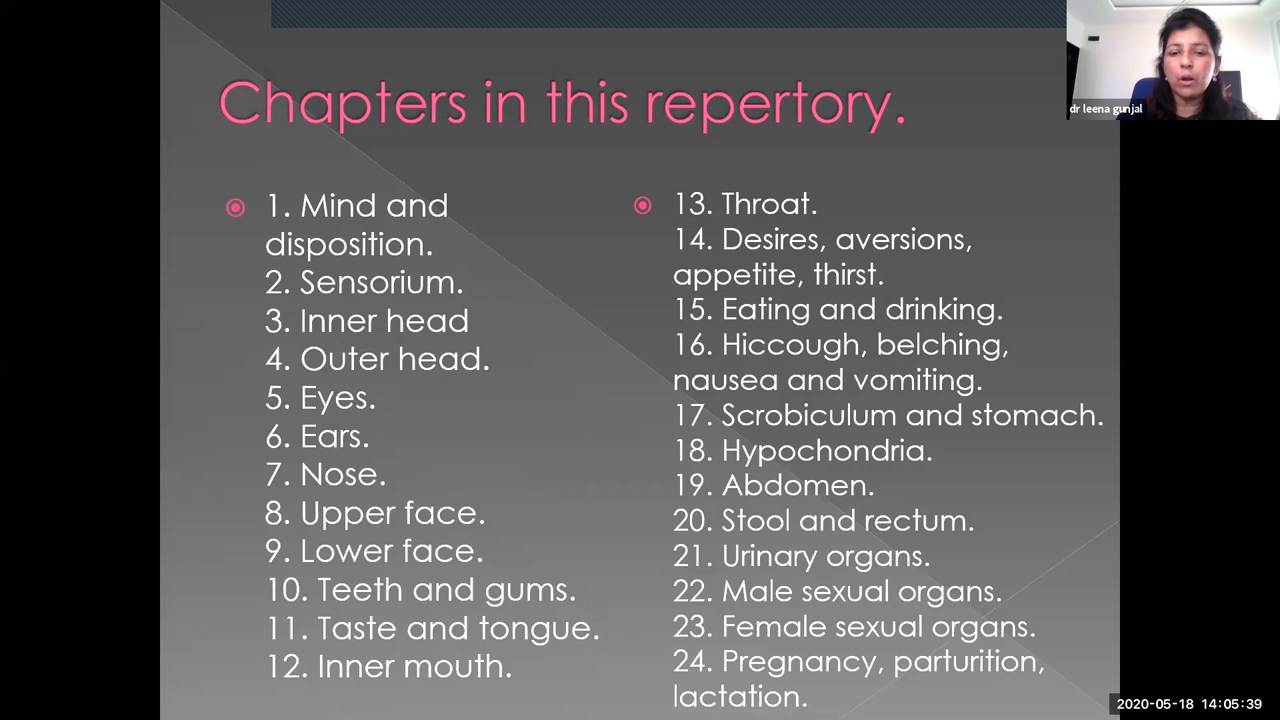 Chapters in this repertory.
dr leena gunjal
1. Mind and
disposition.
2. Sensorium.
3. Inner head
4. Outer head.
5. Eyes.
6. Ears.
7. Nose.
8. Upper face.
9. Lower face.
10. Teeth and gums.
11. Taste and tongue.
12. Inner mouth.
13. Throat.
14. Desires, aversions,
appetite, thirst.
15. Eating and drinking.
16. Hiccough, belching,
nausea and vomiting.
17. Scrobiculum and stomach.
18. Hypochondria.
19. Abdomen.
20. Stool and rectum.
21. Urinary organs.
22. Male sexual organs.
23. Female sexual organs.
24. Pregnancy, parturition,
lactation.
2020-05-18 14:05:39